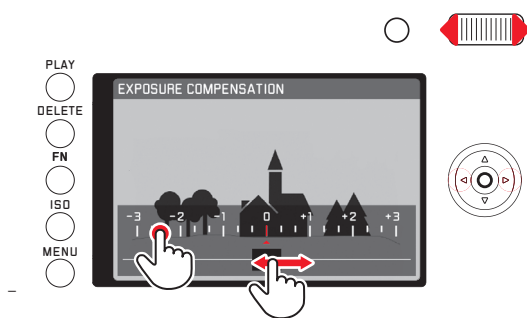 PLAY
EXPOSURE COMPENSATION
DELETE
FN
ISO
-3 -2 -1 0 +1 +2 +3
MENU